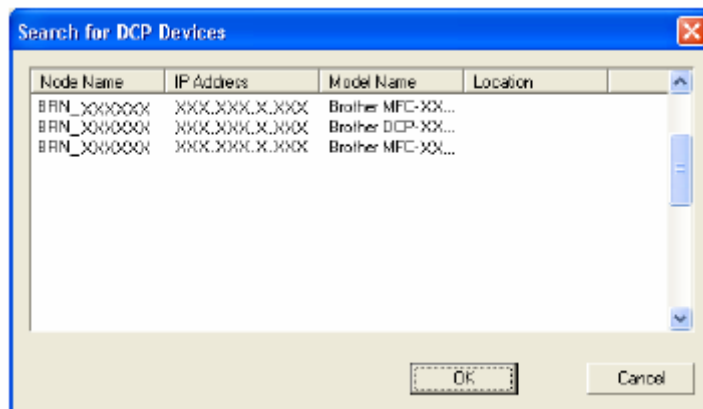 Search for DCP Devices
Node Name IP Address Model Name Location
BRN_XXXXXX XXX.XXX.X.XXX Brother MFC-XX...
BRN_XXXXXX XXX.XXX.X.XXX Brother DCP-XX...
BRN_XXXXXX XXX.XXX.X.XXX Brother MFC-XX...
OK Cancel